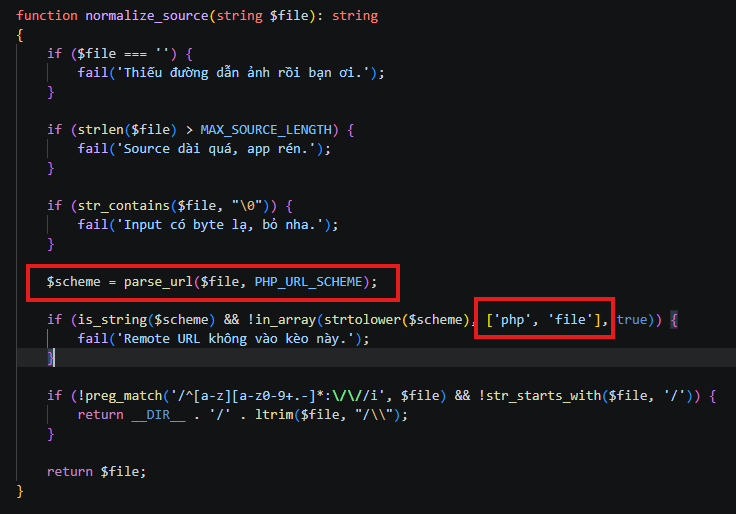 function normalize_source(string $file): string
{
    if ($file === '') {
        fail('Thiếu đường dẫn ảnh rồi bạn ơi.');
    }

    if (strlen($file) > MAX_SOURCE_LENGTH) {
        fail('Source dài quá, app rén.');
    }

    if (str_contains($file, "\0")) {
        fail('Input có byte lạ, bỏ nha.');
    }

    $scheme = parse_url($file, PHP_URL_SCHEME);

    if (is_string($scheme) && !in_array(strtolower($scheme), ['php', 'file'], true)) {
        fail('Remote URL không vào kèo này.');
    }

    if (!preg_match('/^[a-z][a-z0-9+.-]*:\/\//i', $file) && !str_starts_with($file, '/')) {
        return __DIR__ . '/' . ltrim($file, "/\\");
    }

    return $file;
}